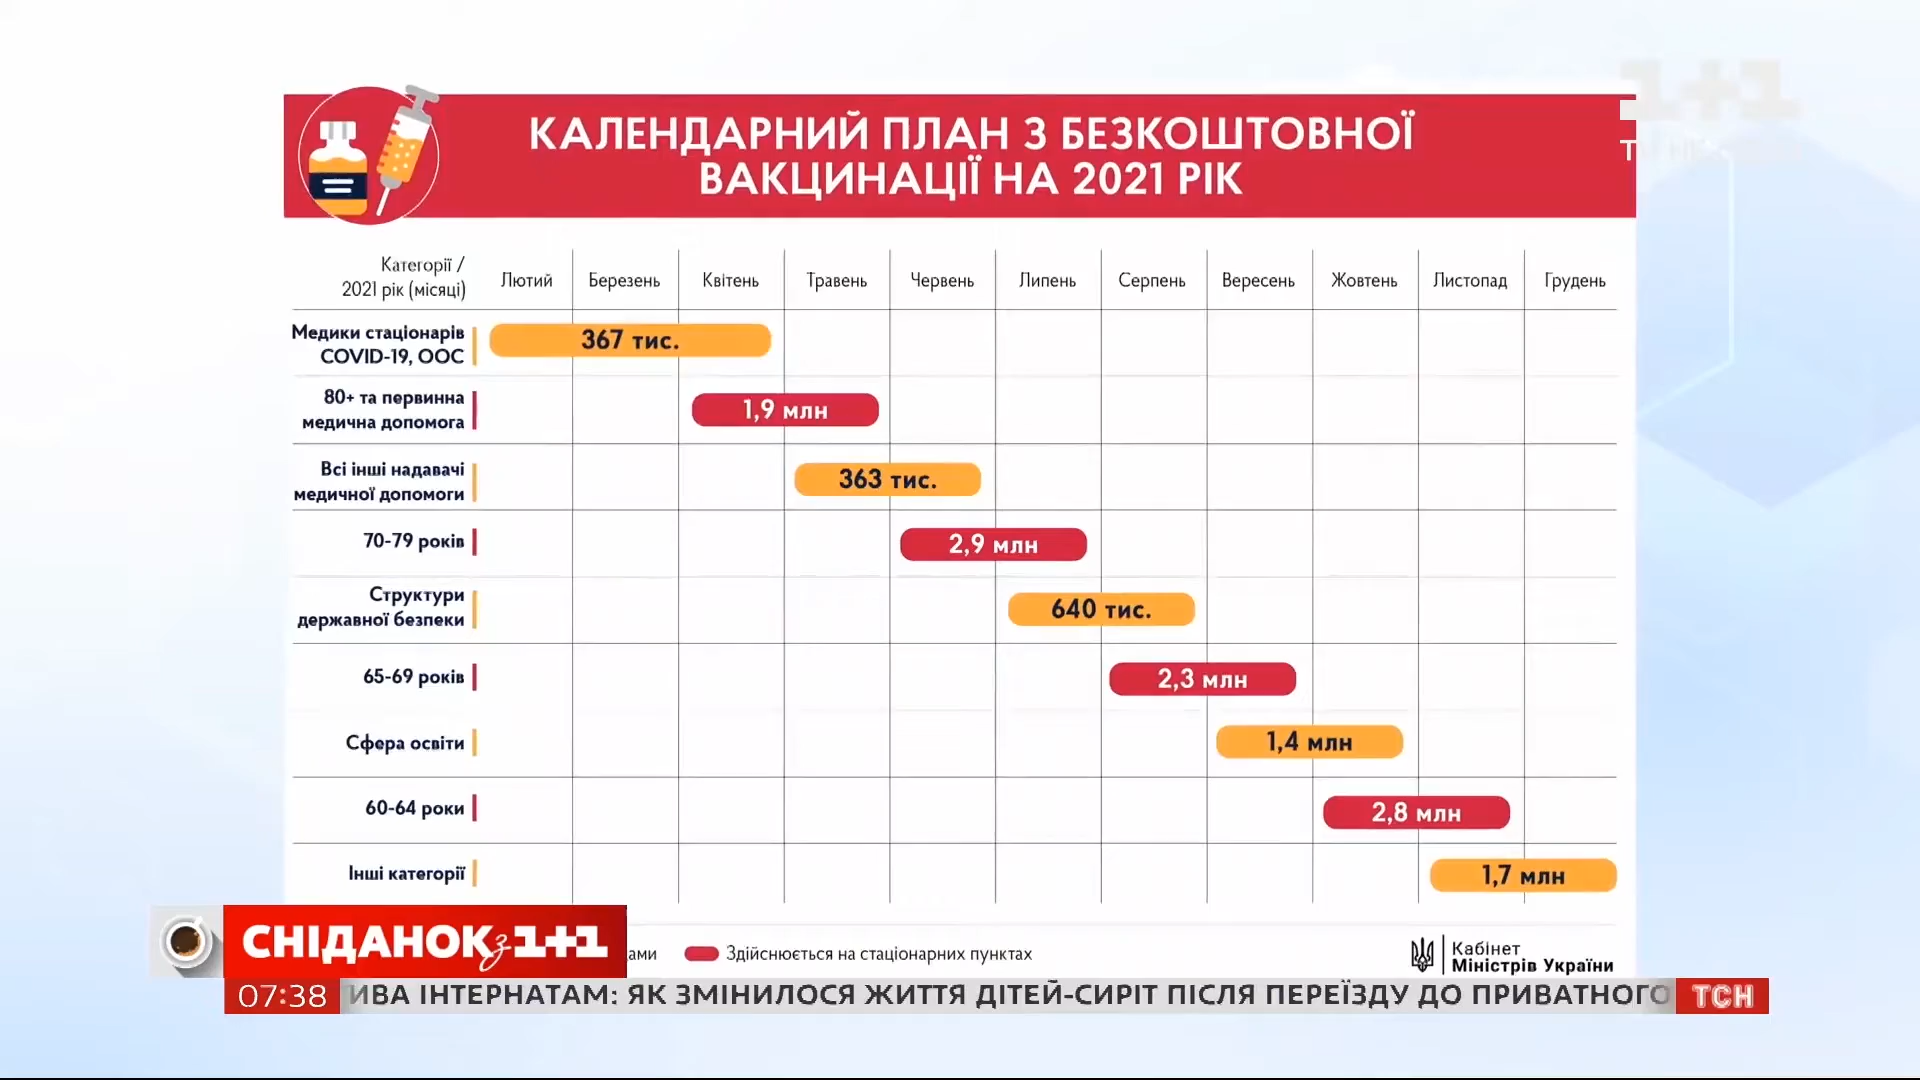 1+1
КАЛЕНДАРНИЙ ПЛАН З БЕЗКОШТОВНОЇ
ВАКЦИНАЦІЇ НА 2021 РІК
Категорії /
2021 рік (місяці)
Лютий Березень Квітень Травень Червень Липень Серпень Вересень Жовтень Листопад Грудень
Медики стаціонарів
COVID-19, ООС
367 тис.
80+ та первинна
медична допомога
1,9 млн
Всі інші надавачі
медичної допомоги
363 тис.
70-79 років
2,9 млн
Структури
державної безпеки
640 тис.
65-69 років
2,3 млн
Сфера освіти
1,4 млн
60-64 роки
2,8 млн
Інші категорії
1,7 млн
ами
Здійснюється на стаціонарних пунктах
Кабінет
Міністрів України
СНІДАНОК З 1+1
07:38 ИВА ІНТЕРНАТАМ: ЯК ЗМІНИЛОСЯ ЖИТТЯ ДІТЕЙ-СИРІТ ПІСЛЯ ПЕРЕЇЗДУ ДО ПРИВАТНОГО ТСН